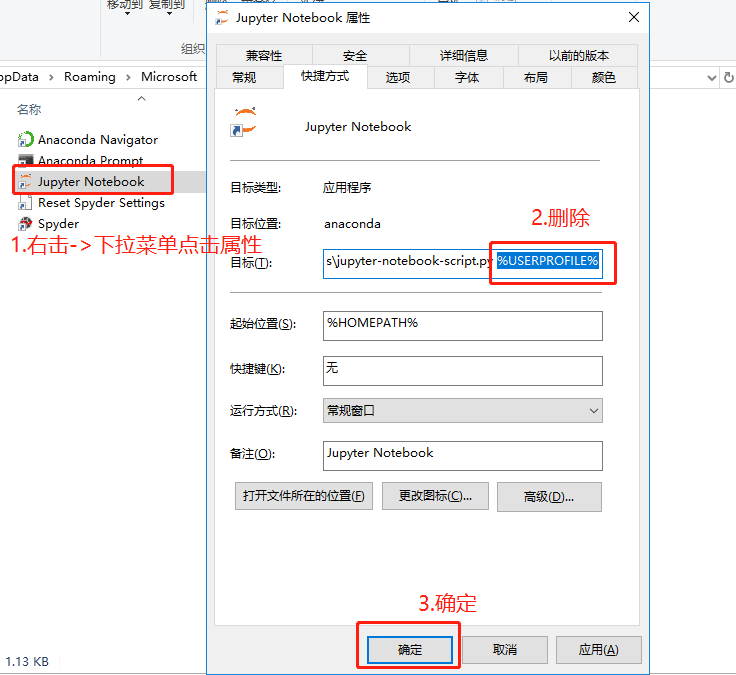 移动到 复制到
组织
ppData > Roaming > Microsoft
名称
Anaconda Navigator
Anaconda Prompt
Jupyter Notebook
Reset Spyder Settings
Spyder
1.右击->下拉菜单点击属性
1.13 KB
Jupyter Notebook 属性
兼容性 安全 详细信息 以前的版本
常规 快捷方式 选项 字体 布局 颜色
Jupyter Notebook
目标类型: 应用程序
目标位置: anaconda
2.删除
目标(T): s\jupyter-notebook-script.py %USERPROFILE%
起始位置(S): %HOMEPATH%
快捷键(K): 无
运行方式(R): 常规窗口
备注(O): Jupyter Notebook
打开文件所在的位置(F) 更改图标(C)... 高级(D)...
3.确定
确定 取消 应用(A)